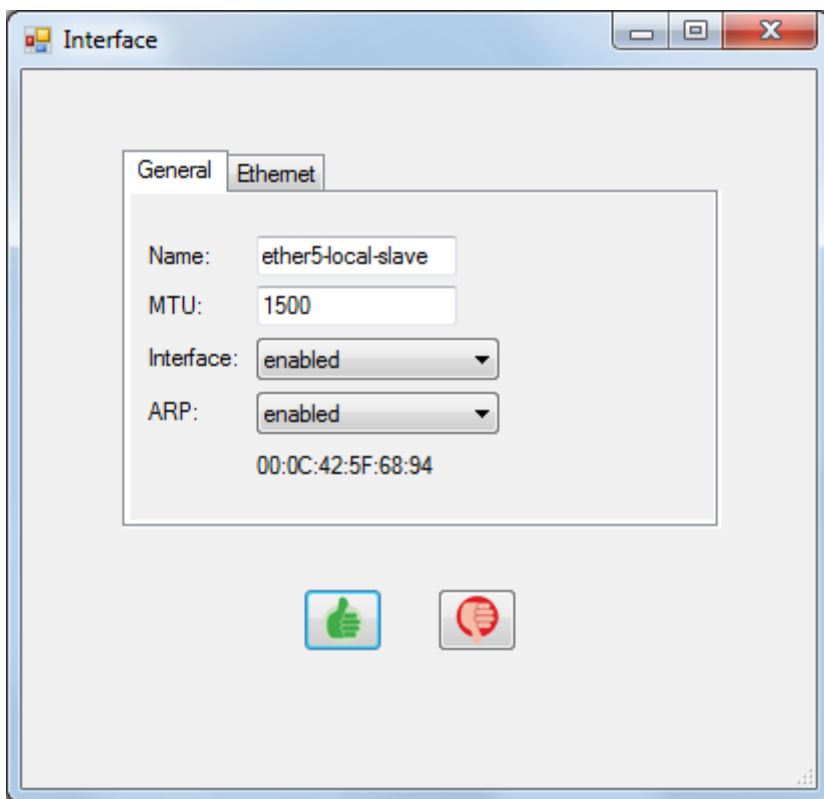 Interface
General Ethernet
Name: ether5-local-slave
MTU: 1500
Interface: enabled
ARP: enabled
00:0C:42:5F:68:94